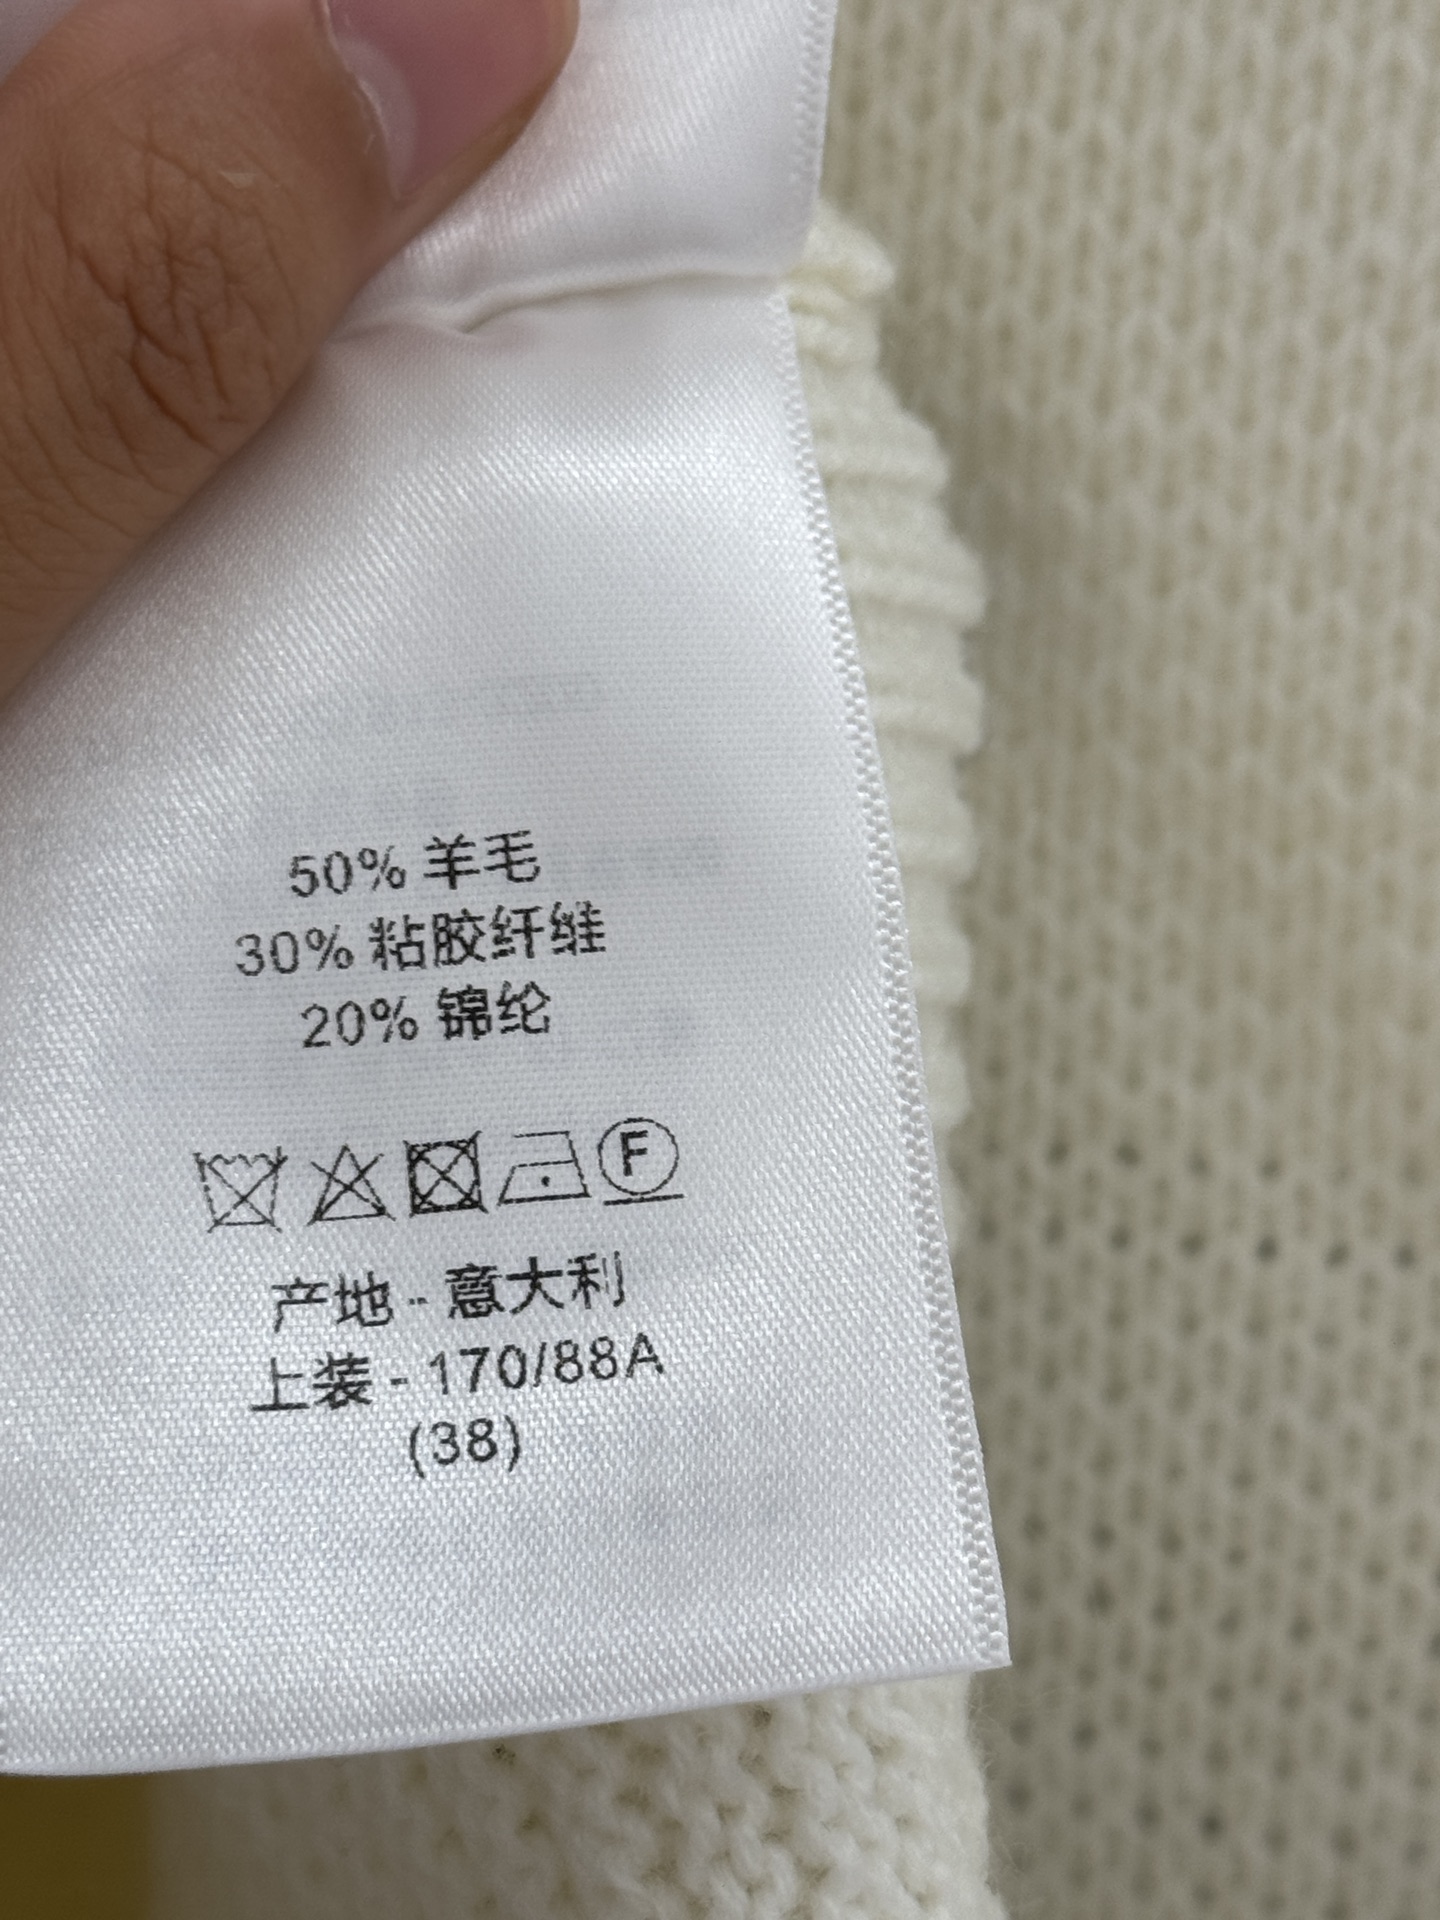 50% 羊毛
30% 粘胶纤维
20% 锦纶
F
产地 - 意大利
上装 - 170/88A
(38)